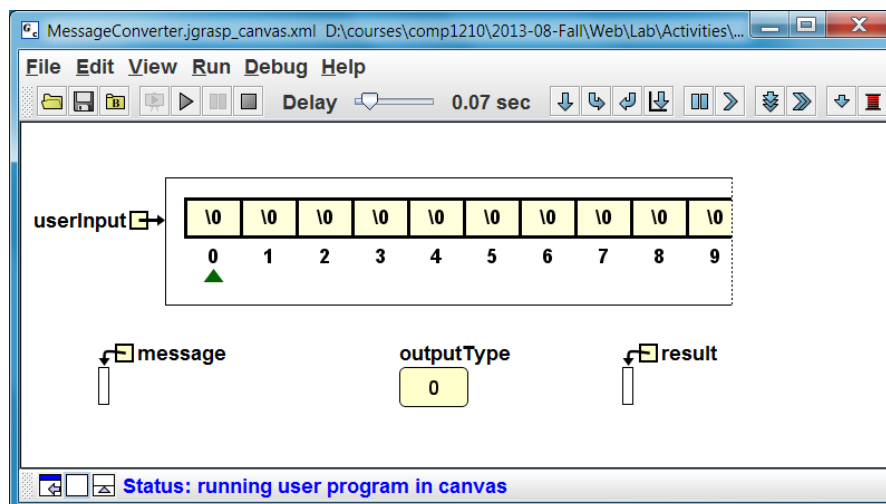 MessageConverter.jgrasp_canvas.xml D:\courses\comp1210\2013-08-Fall\Web\Lab\Activities\...
File Edit View Run Debug Help
Delay 0.07 sec
userInput \0 \0 \0 \0 \0 \0 \0 \0 \0 \0
0 1 2 3 4 5 6 7 8 9
message outputType result
0
Status: running user program in canvas